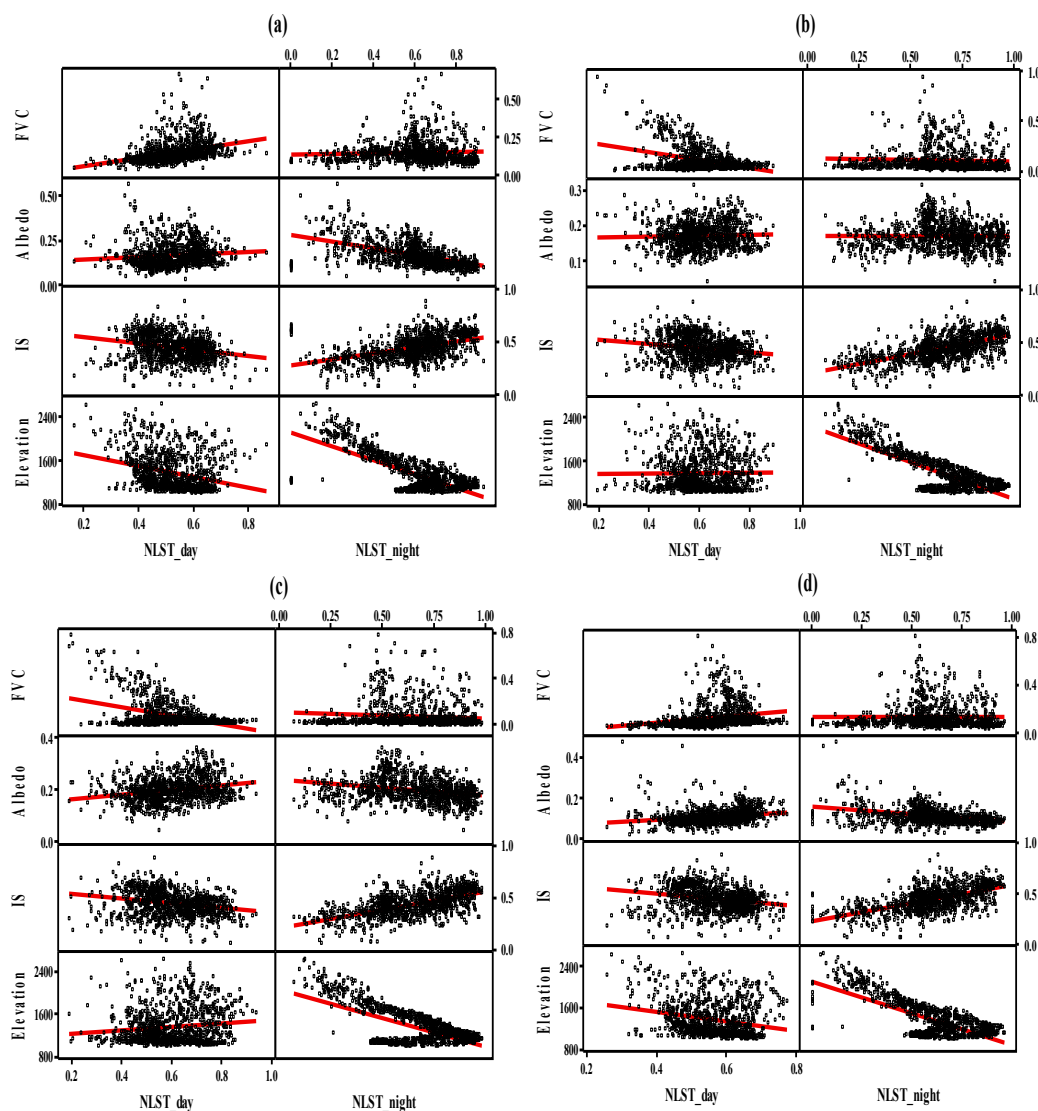 (a) (b)
0.0 0.2 0.4 0.6 0.8 0.00 0.25 0.50 0.75 1.00
FVC 0.50 0.25 0.00 FVC 1.0 0.5 0.0
Albedo 0.50 0.25 0.00 Albedo 0.3 0.2 0.1
IS 1.0 0.5 0.0 IS 1.0 0.5 0.0
Elevation 2400 1600 800 Elevation 2400 1600 800
0.2 0.4 0.6 0.8 0.2 0.4 0.6 0.8 1.0
NLST_day NLST_night NLST_day NLST_night
(c) (d)
0.00 0.25 0.50 0.75 1.00 0.00 0.25 0.50 0.75 1.00
FVC 0.8 0.4 0.0 FVC 0.8 0.4 0.0
Albedo 0.4 0.2 0.0 Albedo 0.4 0.2 0.0
IS 1.0 0.5 0.0 IS 1.0 0.5 0.0
Elevation 2400 1600 800 Elevation 2400 1600 800
0.2 0.4 0.6 0.8 1.0 0.2 0.4 0.6 0.8
NLST_day NLST_night NLST_day NLST_night